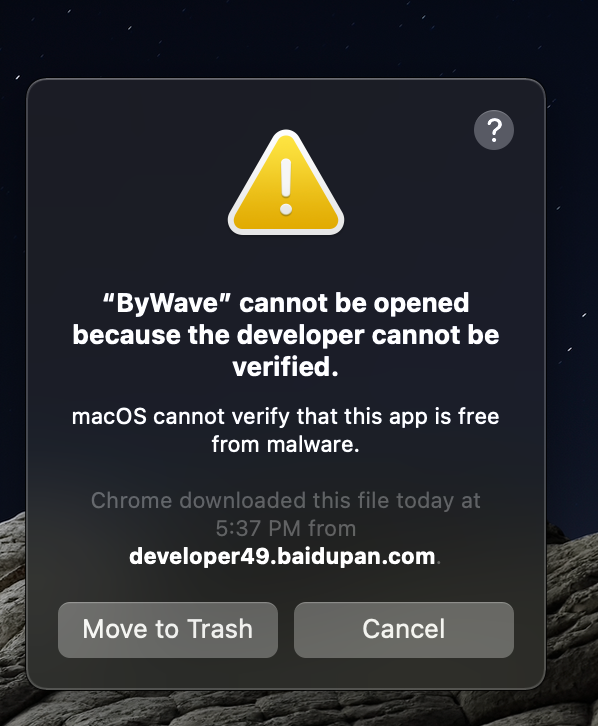 ?
“ByWave” cannot be opened
because the developer cannot be
verified.
macOS cannot verify that this app is free
from malware.
Chrome downloaded this file today at
5:37 PM from
developer49.baidupan.com.
Move to Trash
Cancel